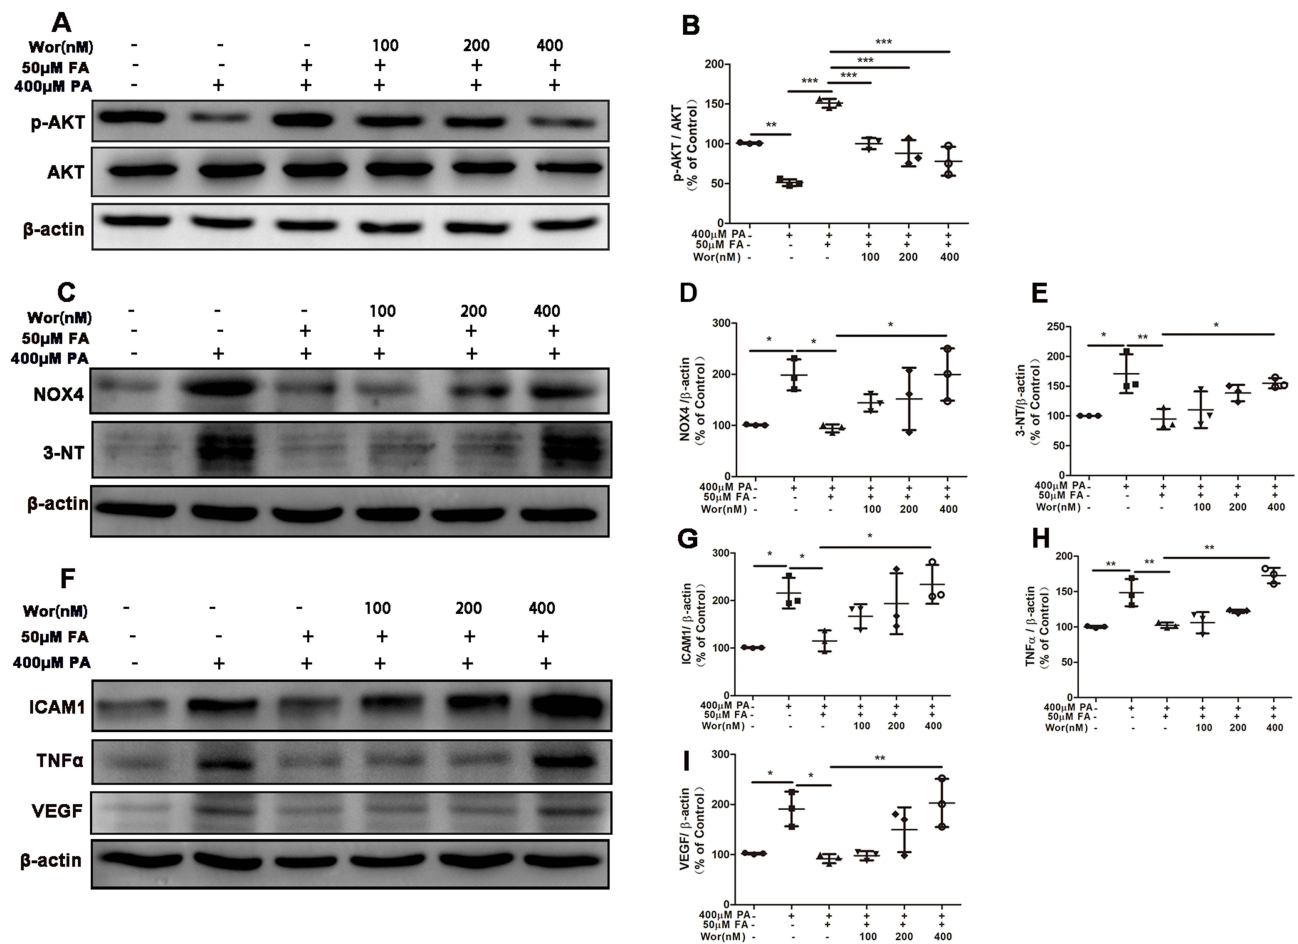 A
Wor(nM) - - - 100 200 400
50μM FA - - + + + +
400μM PA - + + + + +
p-AKT
AKT
β-actin
B
***
***
*** ***
**
200
150
100
50
0
p-AKT / AKT
(% of Control)
400μM PA - + + + + +
50μM FA - - + + + +
Wor(nM) - - - 100 200 400
C
Wor(nM) - - - 100 200 400
50μM FA - - + + + +
400μM PA - + + + + +
NOX4
3-NT
β-actin
D
*
* *
300
200
100
0
NOX4 /β-actin
(% of Control)
400μM PA - + + + + +
50μM FA - - + + + +
Wor(nM) - - - 100 200 400
E
*
* **
250
200
150
100
50
0
3-NT/β-actin
(% of Control)
400μM PA - + + + + +
50μM FA - - + + + +
Wor(nM) - - - 100 200 400
F
Wor(nM) - - - 100 200 400
50μM FA - - + + + +
400μM PA - + + + + +
ICAM1
TNFα
VEGF
β-actin
G
*
* *
300
200
100
0
ICAM1/ β-actin
(% of Control)
400μM PA - + + + + +
50μM FA - - + + + +
Wor(nM) - - - 100 200 400
H
**
** **
200
150
100
50
0
TNFα / β-actin
(% of Control)
400μM PA - + + + + +
50μM FA - - + + + +
Wor(nM) - - - 100 200 400
I
**
* *
300
200
100
0
VEGF/ β-actin
(% of Control)
400μM PA - + + + + +
50μM FA - - + + + +
Wor(nM) - - - 100 200 400